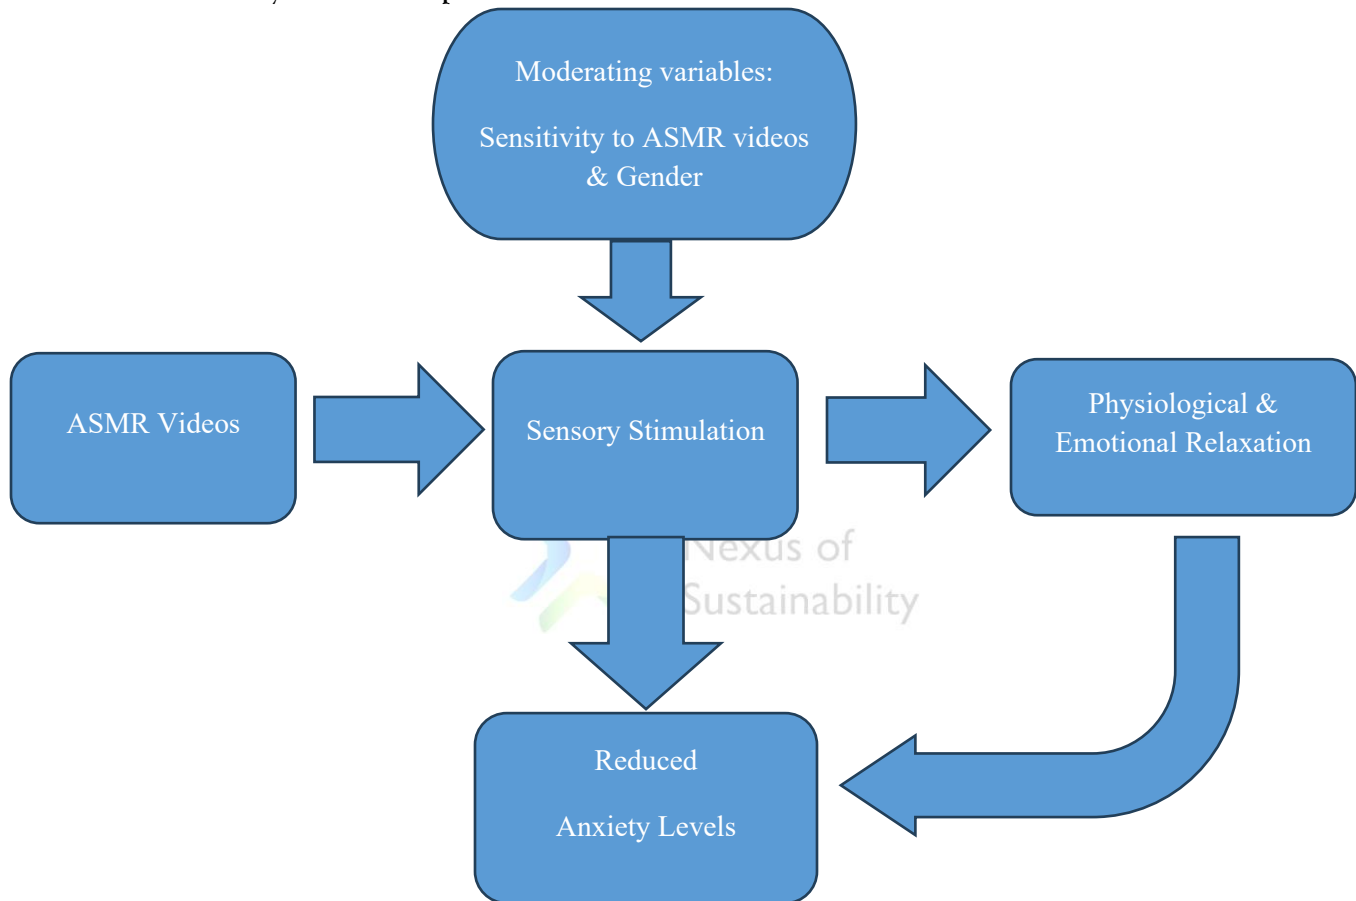 Moderating variables:
Sensitivity to ASMR videos
& Gender
ASMR Videos
Sensory Stimulation
Physiological &
Emotional Relaxation
Nexus of
Sustainability
Reduced
Anxiety Levels